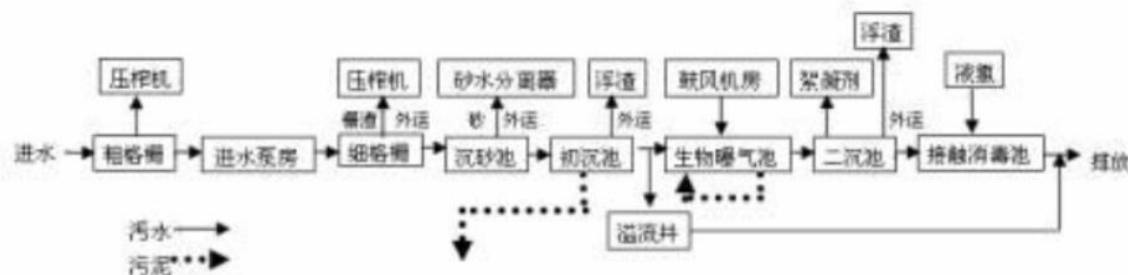 浮渣
压榨机
压榨机
砂水分离器
浮渣
鼓风机房
絮凝剂
液氯
栅渣
外运
砂
外运
外运
外运
进水
粗格栅
进水泵房
细格栅
沉砂池
初沉池
生物曝气池
二沉池
接触消毒池
排放
污水
溢流井
污泥